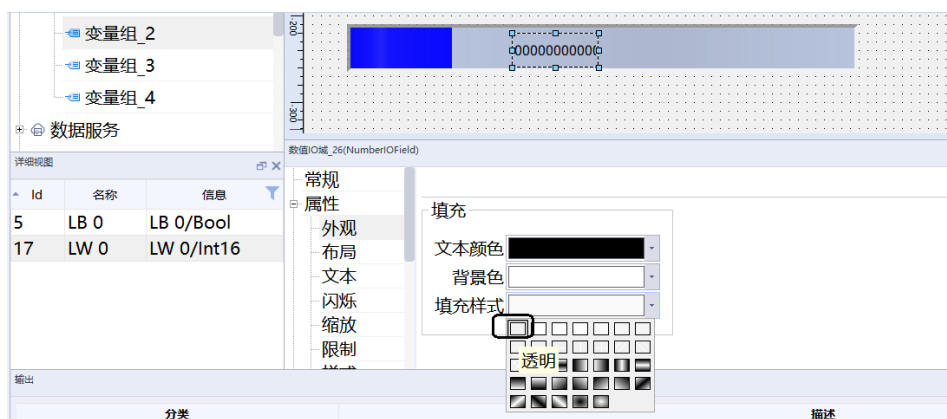 变量组_2
变量组_3
变量组_4
数据服务
200
300
00000000000
详细视图
Id 名称 信息
5 LB 0 LB 0/Bool
17 LW 0 LW 0/Int16
数值IO域_26(NumberIOField)
常规
属性
外观
布局
文本
闪烁
缩放
限制
填充
文本颜色
背景色
填充样式
透明
输出
分类 描述